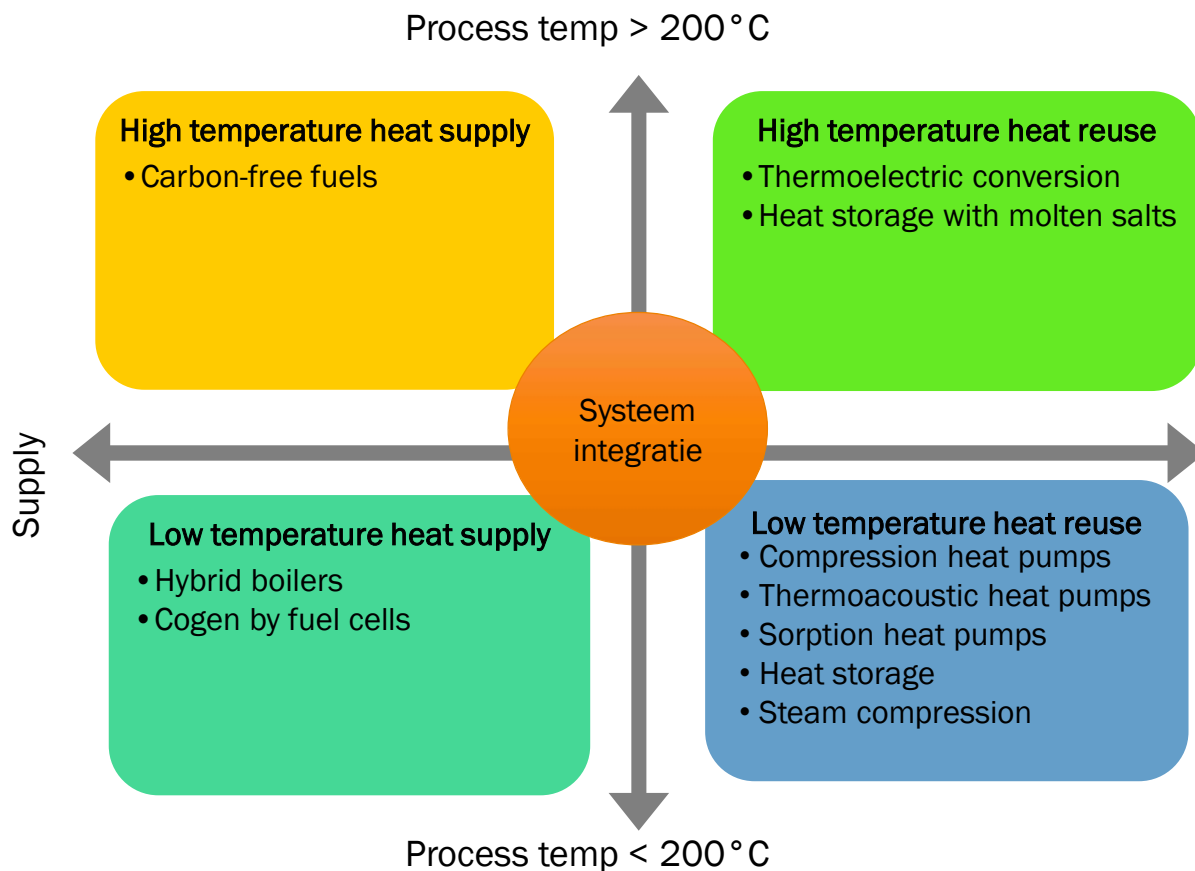 Process temp > 200°C
High temperature heat supply
• Carbon-free fuels
High temperature heat reuse
• Thermoelectric conversion
• Heat storage with molten salts
Systeem
integratie
Supply
Low temperature heat supply
• Hybrid boilers
• Cogen by fuel cells
Low temperature heat reuse
• Compression heat pumps
• Thermoacoustic heat pumps
• Sorption heat pumps
• Heat storage
• Steam compression
Process temp < 200°C